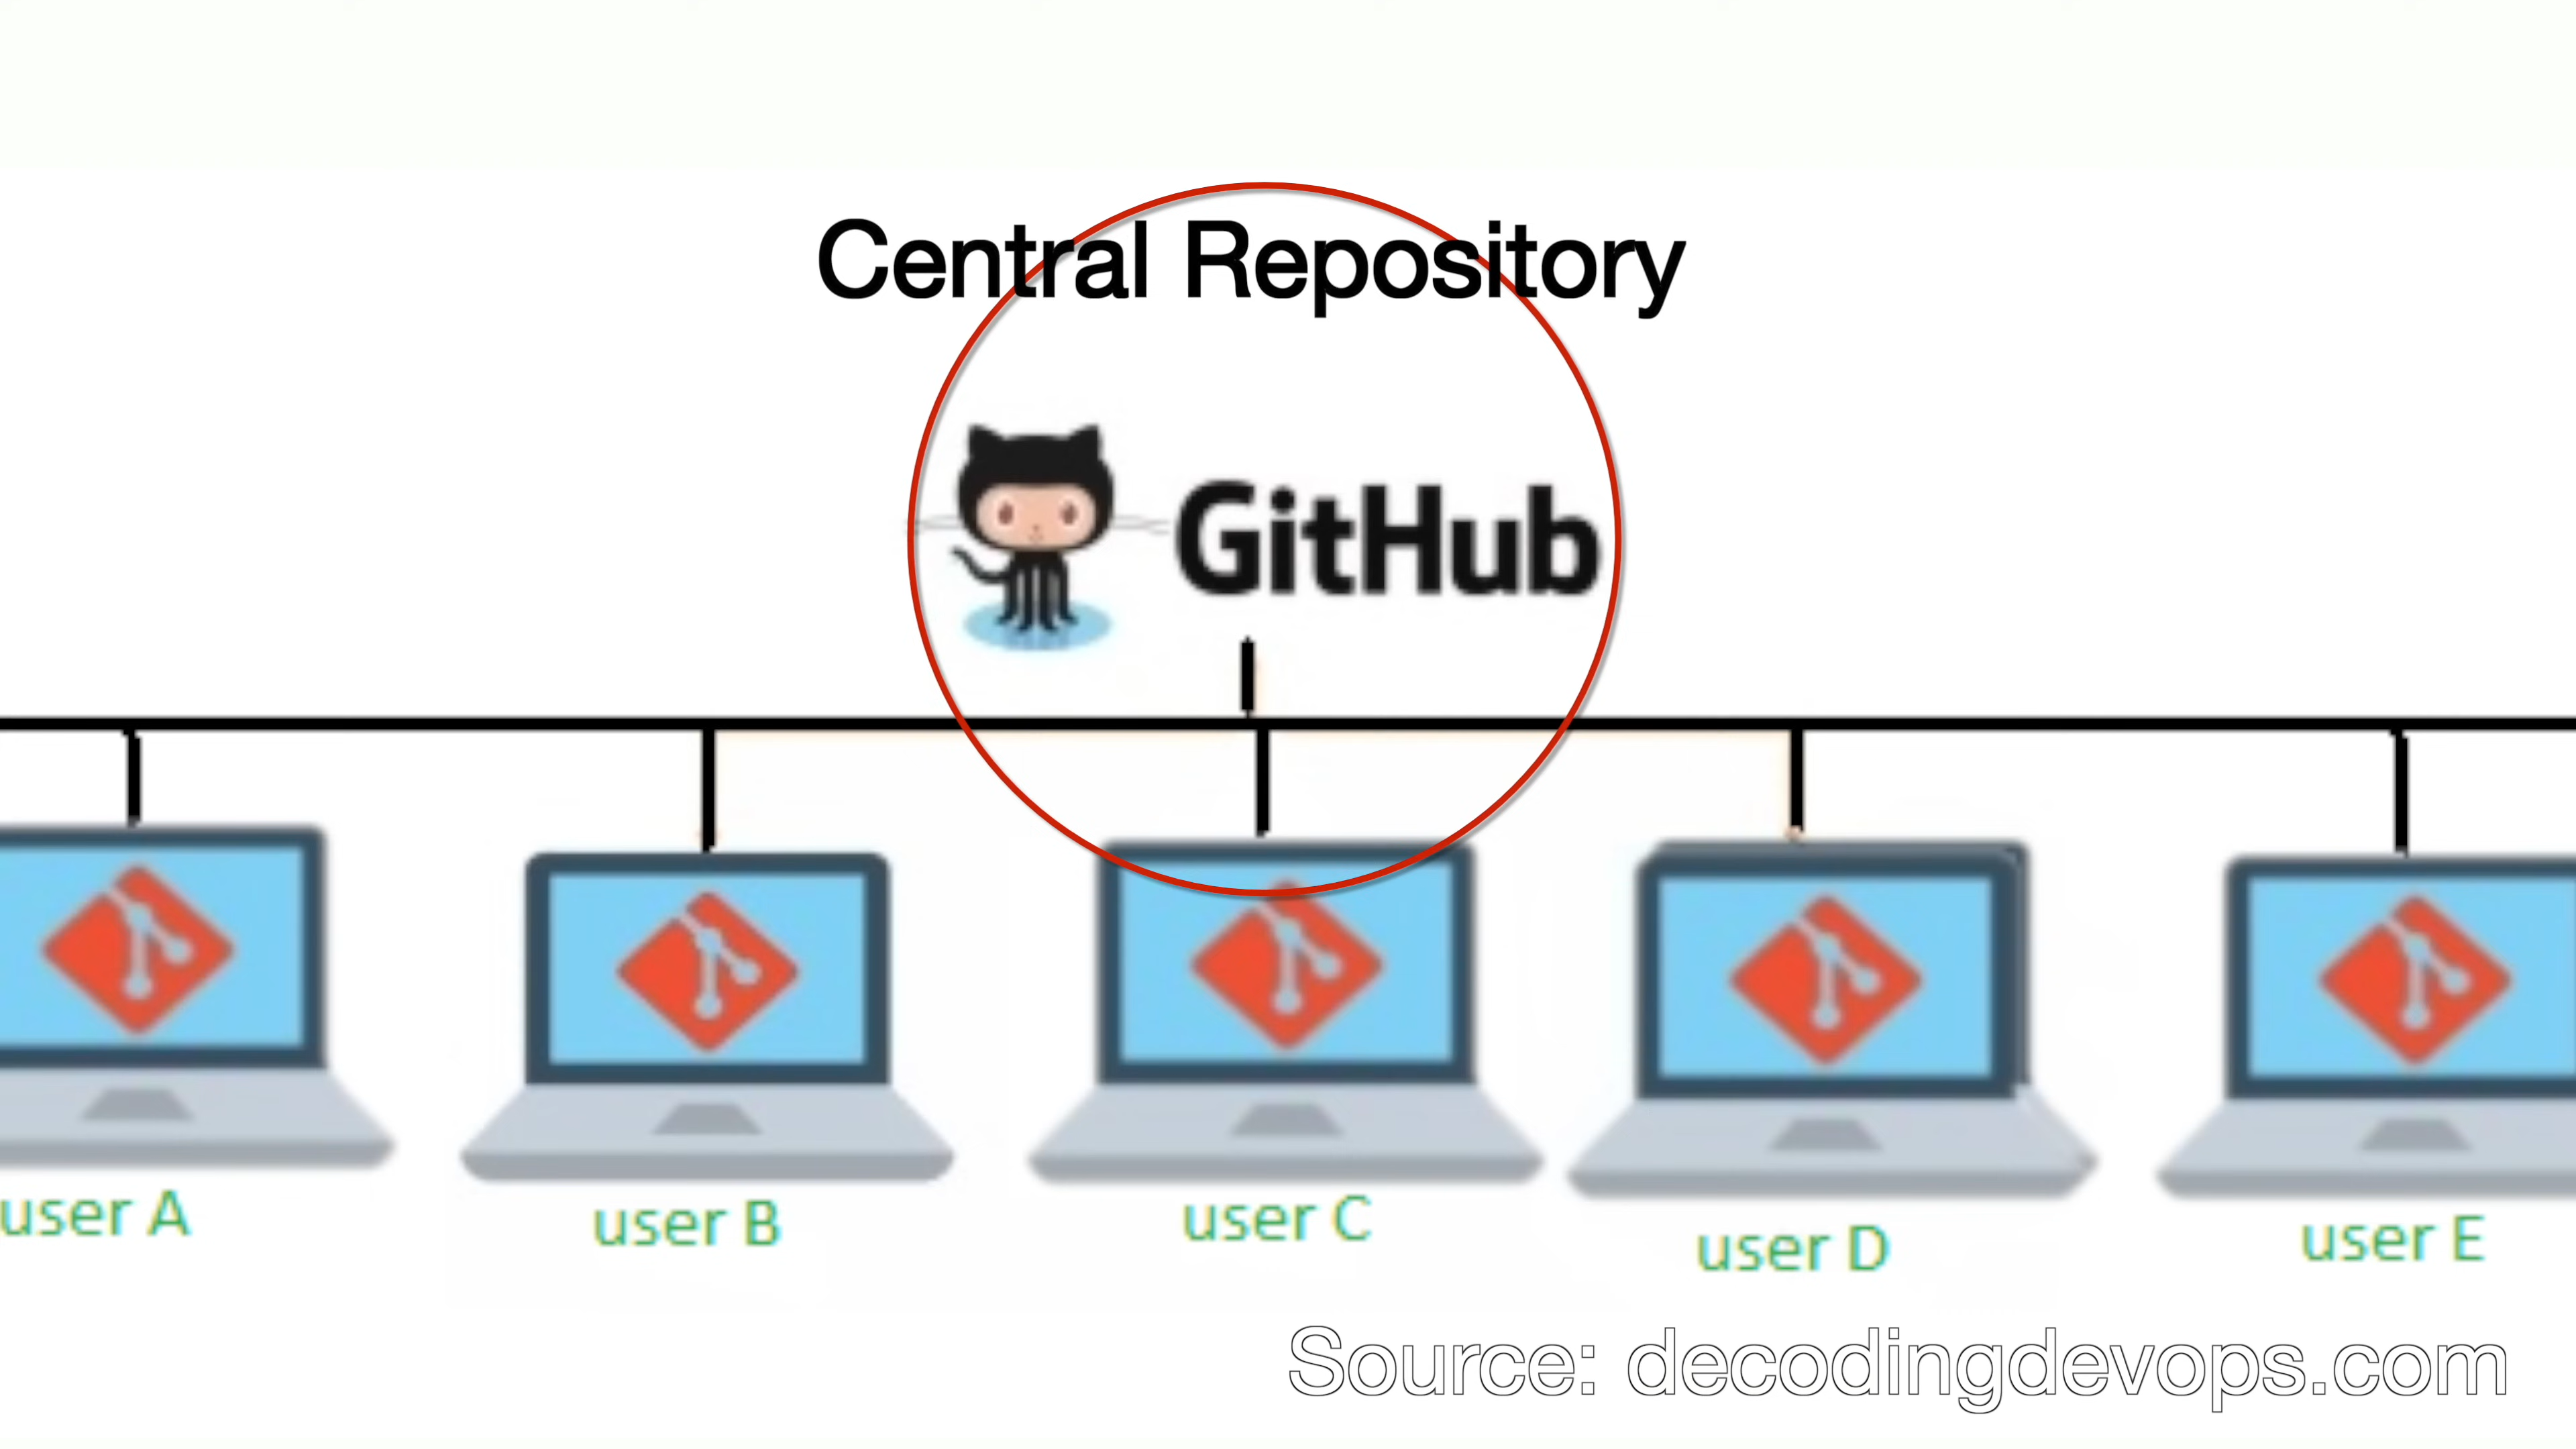 Central Repository
GitHub
user A
user B
user C
user D
user E
Source: decodingdevops.com